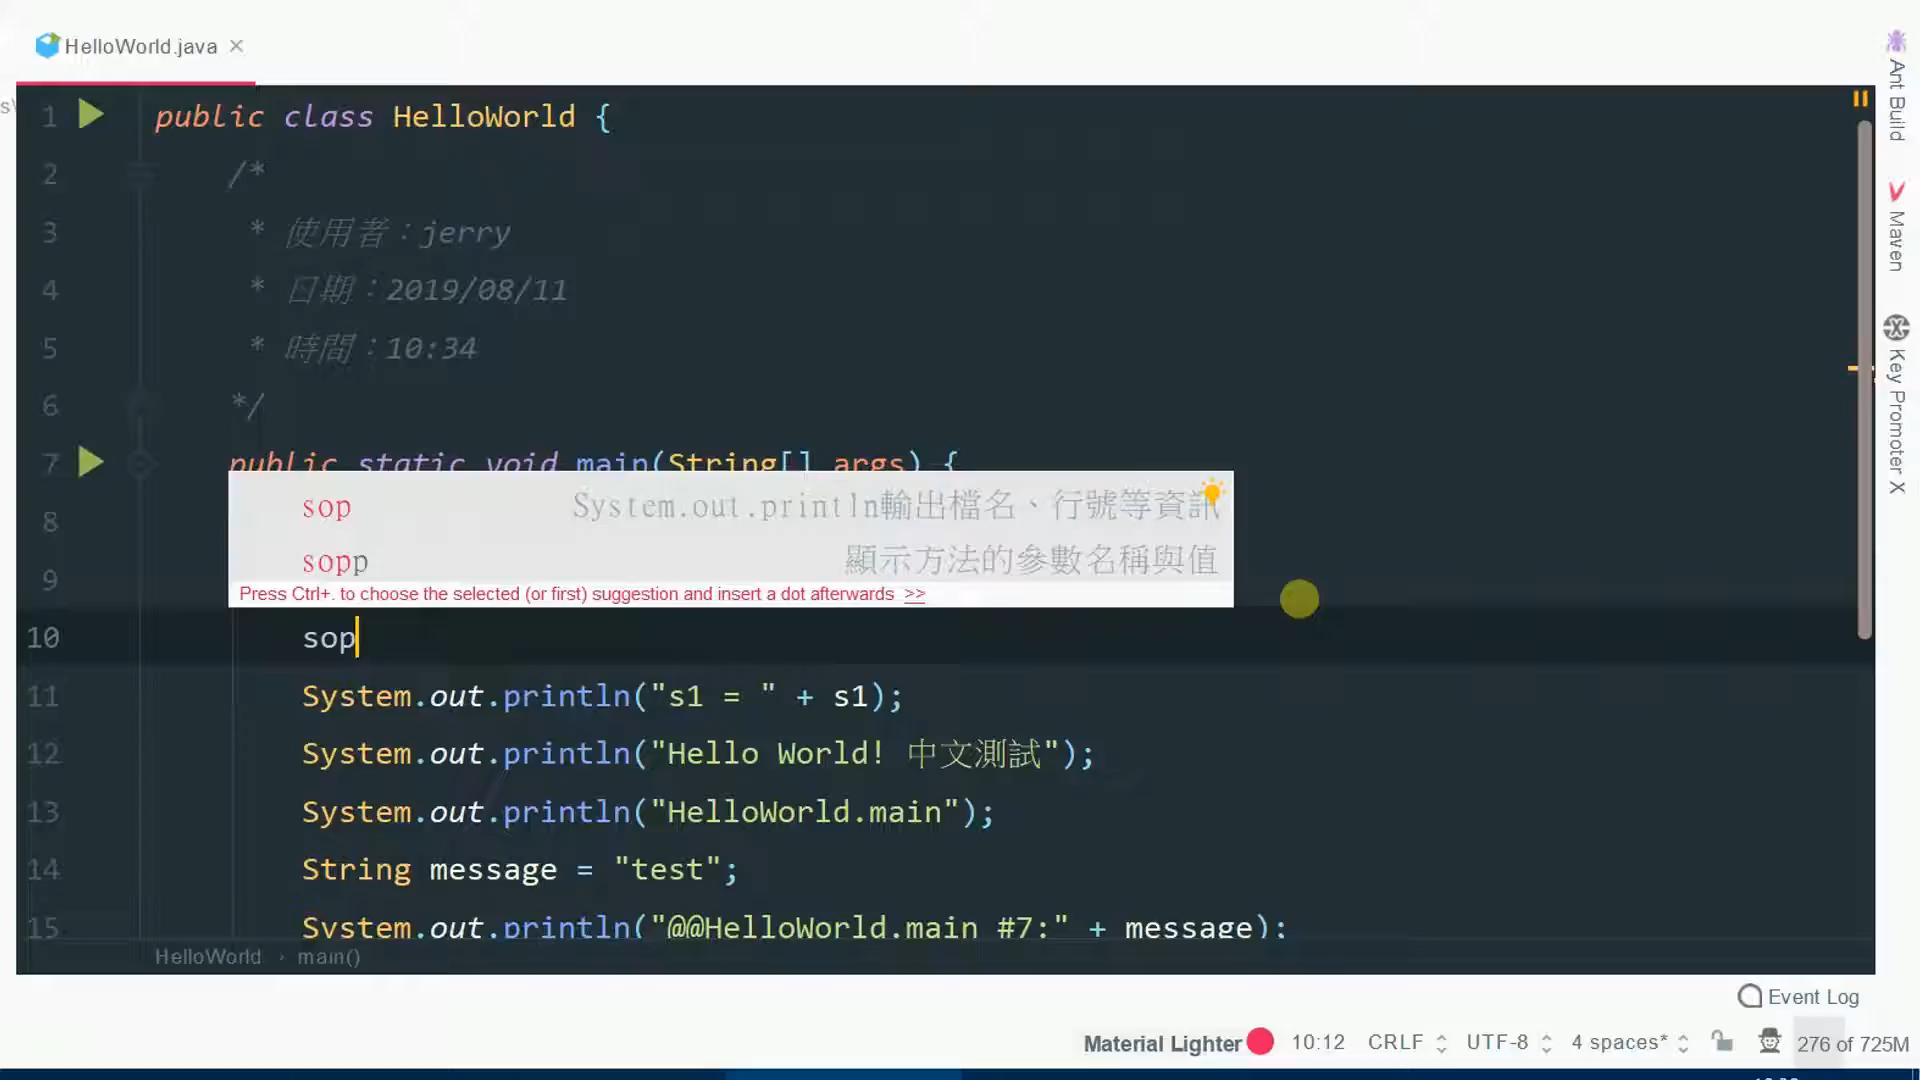 HelloWorld.java
1 public class HelloWorld {
2 /*
3 * 使用者：jerry
4 * 日期：2019/08/11
5 * 時間：10:34
6 */
7 public static void main(String[] args) {
8
sop System.out.println輸出檔名、行號等資訊
sopp 顯示方法的參數名稱與值
9
Press Ctrl+. to choose the selected (or first) suggestion and insert a dot afterwards >>
10 sop
11 System.out.println("s1 = " + s1);
12 System.out.println("Hello World! 中文測試");
13 System.out.println("HelloWorld.main");
14 String message = "test";
15 System.out.println("@@HelloWorld.main #7:" + message);
HelloWorld › main()
Ant Build
Maven
Key Promoter X
Event Log
Material Lighter 10:12 CRLF UTF-8 4 spaces* 276 of 725M